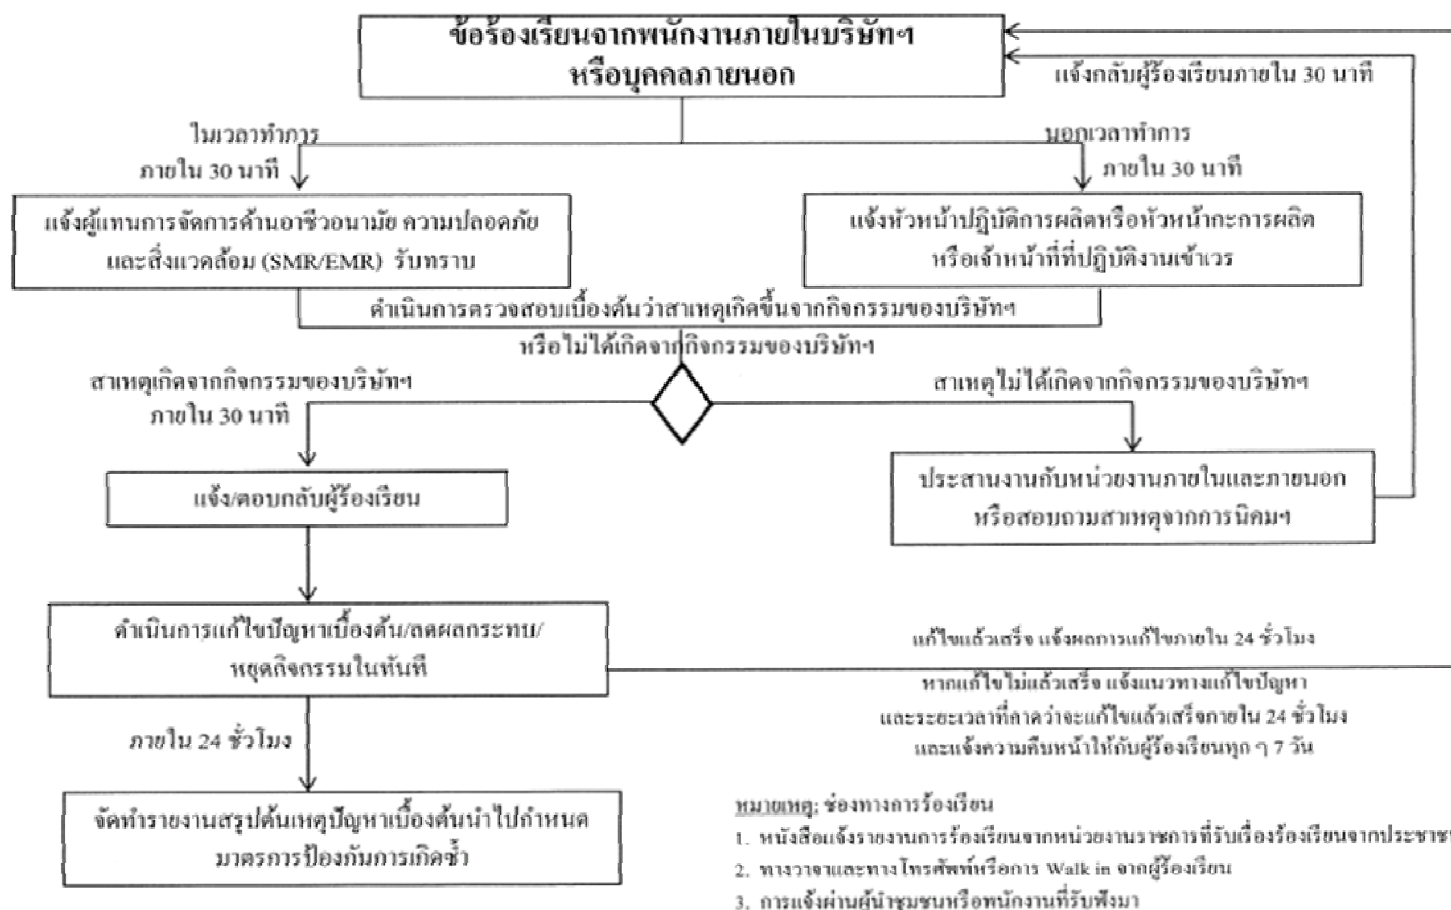 ข้อร้องเรียนจากพนักงานภายในบริษัทฯ
หรือบุคคลภายนอก
แจ้งกลับผู้ร้องเรียนภายใน 30 นาที
ในเวลาทำการ
ภายใน 30 นาที
นอกเวลาทำการ
ภายใน 30 นาที
แจ้งผู้แทนการจัดการด้านอาชีวอนามัย ความปลอดภัย
และสิ่งแวดล้อม (SMR/EMR) รับทราบ
แจ้งหัวหน้าปฏิบัติการผลิตหรือหัวหน้ากะการผลิต
หรือเจ้าหน้าที่ที่ปฏิบัติงานเข้าเวร
ดำเนินการตรวจสอบเบื้องต้นว่าสาเหตุเกิดขึ้นจากกิจกรรมของบริษัทฯ
หรือไม่ได้เกิดจากกิจกรรมของบริษัทฯ
สาเหตุเกิดจากกิจกรรมของบริษัทฯ
ภายใน 30 นาที
สาเหตุไม่ได้เกิดจากกิจกรรมของบริษัทฯ
แจ้ง/ตอบกลับผู้ร้องเรียน
ประสานงานกับหน่วยงานภายในและภายนอก
หรือสอบถามสาเหตุจากการนิคมฯ
ดำเนินการแก้ไขปัญหาเบื้องต้น/ลดผลกระทบ/
หยุดกิจกรรมในทันที
แก้ไขแล้วเสร็จ แจ้งผลการแก้ไขภายใน 24 ชั่วโมง
หากแก้ไขไม่แล้วเสร็จ แจ้งแนวทางแก้ไขปัญหา
และระยะเวลาที่คาดว่าจะแก้ไขแล้วเสร็จภายใน 24 ชั่วโมง
และแจ้งความคืบหน้าให้กับผู้ร้องเรียนทุก ๆ 7 วัน
ภายใน 24 ชั่วโมง
จัดทำรายงานสรุปต้นเหตุปัญหาเบื้องต้นนำไปกำหนด
มาตรการป้องกันการเกิดซ้ำ
หมายเหตุ: ช่องทางการร้องเรียน
1. หนังสือแจ้งรายงานการร้องเรียนจากหน่วยงานราชการที่รับเรื่องร้องเรียนจากประชาชน
2. ทางวาจาและทางโทรศัพท์หรือการ Walk in จากผู้ร้องเรียน
3. การแจ้งผ่านผู้นำชุมชนหรือพนักงานที่รับฟังมา